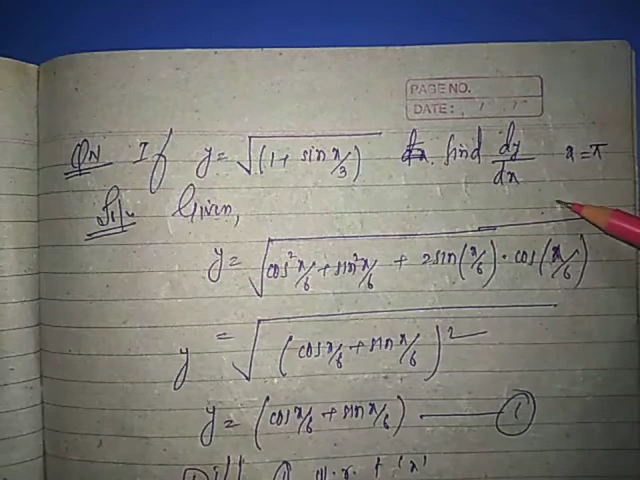 PAGE NO.
DATE: / /
QN If y = √(1 + sin x/3) find dy/dx x = π
Soln Given,
y = √cos² x/6 + sin² x/6 + 2sin(x/6) · cos(x/6)
y = √(cos x/6 + sin x/6)²
y = (cos x/6 + sin x/6) — (1)